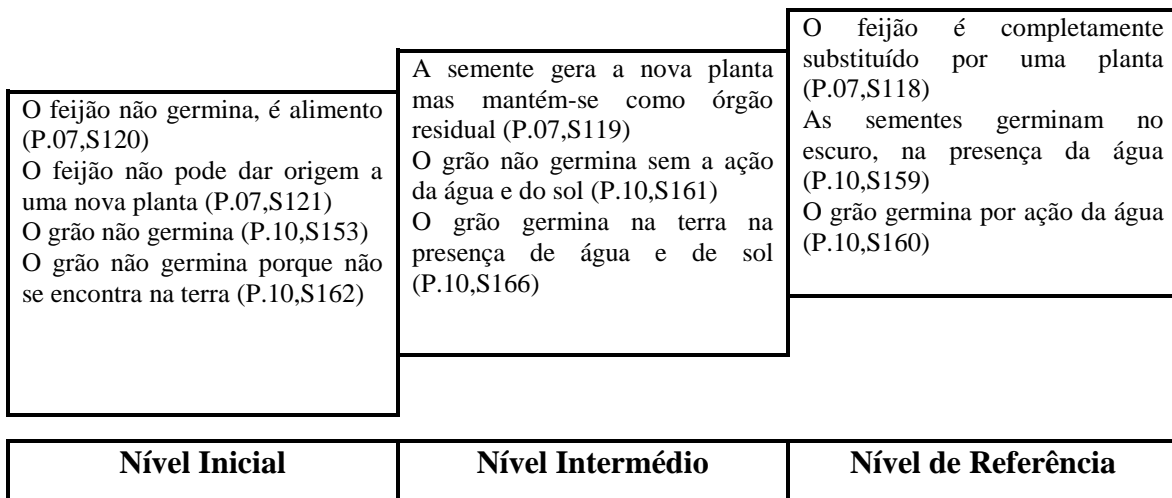 O feijão não germina, é alimento
(P.07,S120)
O feijão não pode dar origem a
uma nova planta (P.07,S121)
O grão não germina (P.10,S153)
O grão não germina porque não
se encontra na terra (P.10,S162)
A semente gera a nova planta
mas mantém-se como órgão
residual (P.07,S119)
O grão não germina sem a ação
da água e do sol (P.10,S161)
O grão germina na terra na
presença de água e de sol
(P.10,S166)
O feijão é completamente
substituído por uma planta
(P.07,S118)
As sementes germinam no
escuro, na presença da água
(P.10,S159)
O grão germina por ação da água
(P.10,S160)
Nível Inicial
Nível Intermédio
Nível de Referência